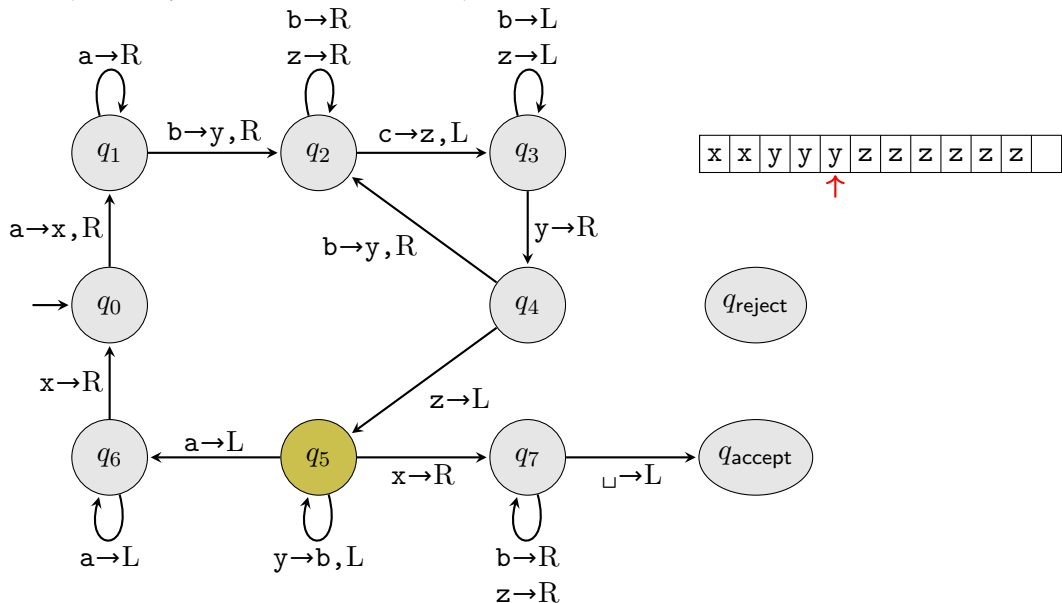 b→R b→L
a→R z→R z→L
q1 b→y,R q2 c→z,L q3 x x y y y z z z z z z
a→x,R b→y,R y→R
q0 q4 qreject
x→R z→L
q6 a→L q5 x→R q7 ␣→L qaccept
a→L y→b,L b→R
z→R